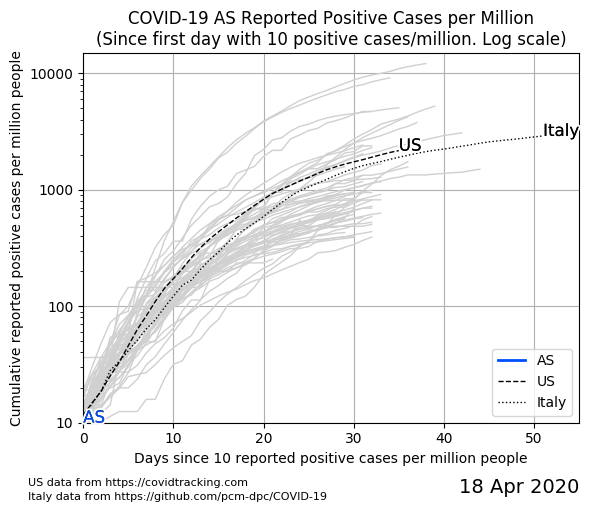 COVID-19 AS Reported Positive Cases per Million
(Since first day with 10 positive cases/million. Log scale)
Cumulative reported positive cases per million people
10000
1000
100
10
Italy
US
AS
AS
US
Italy
0
10
20
30
40
50
Days since 10 reported positive cases per million people
US data from https://covidtracking.com
Italy data from https://github.com/pcm-dpc/COVID-19
18 Apr 2020